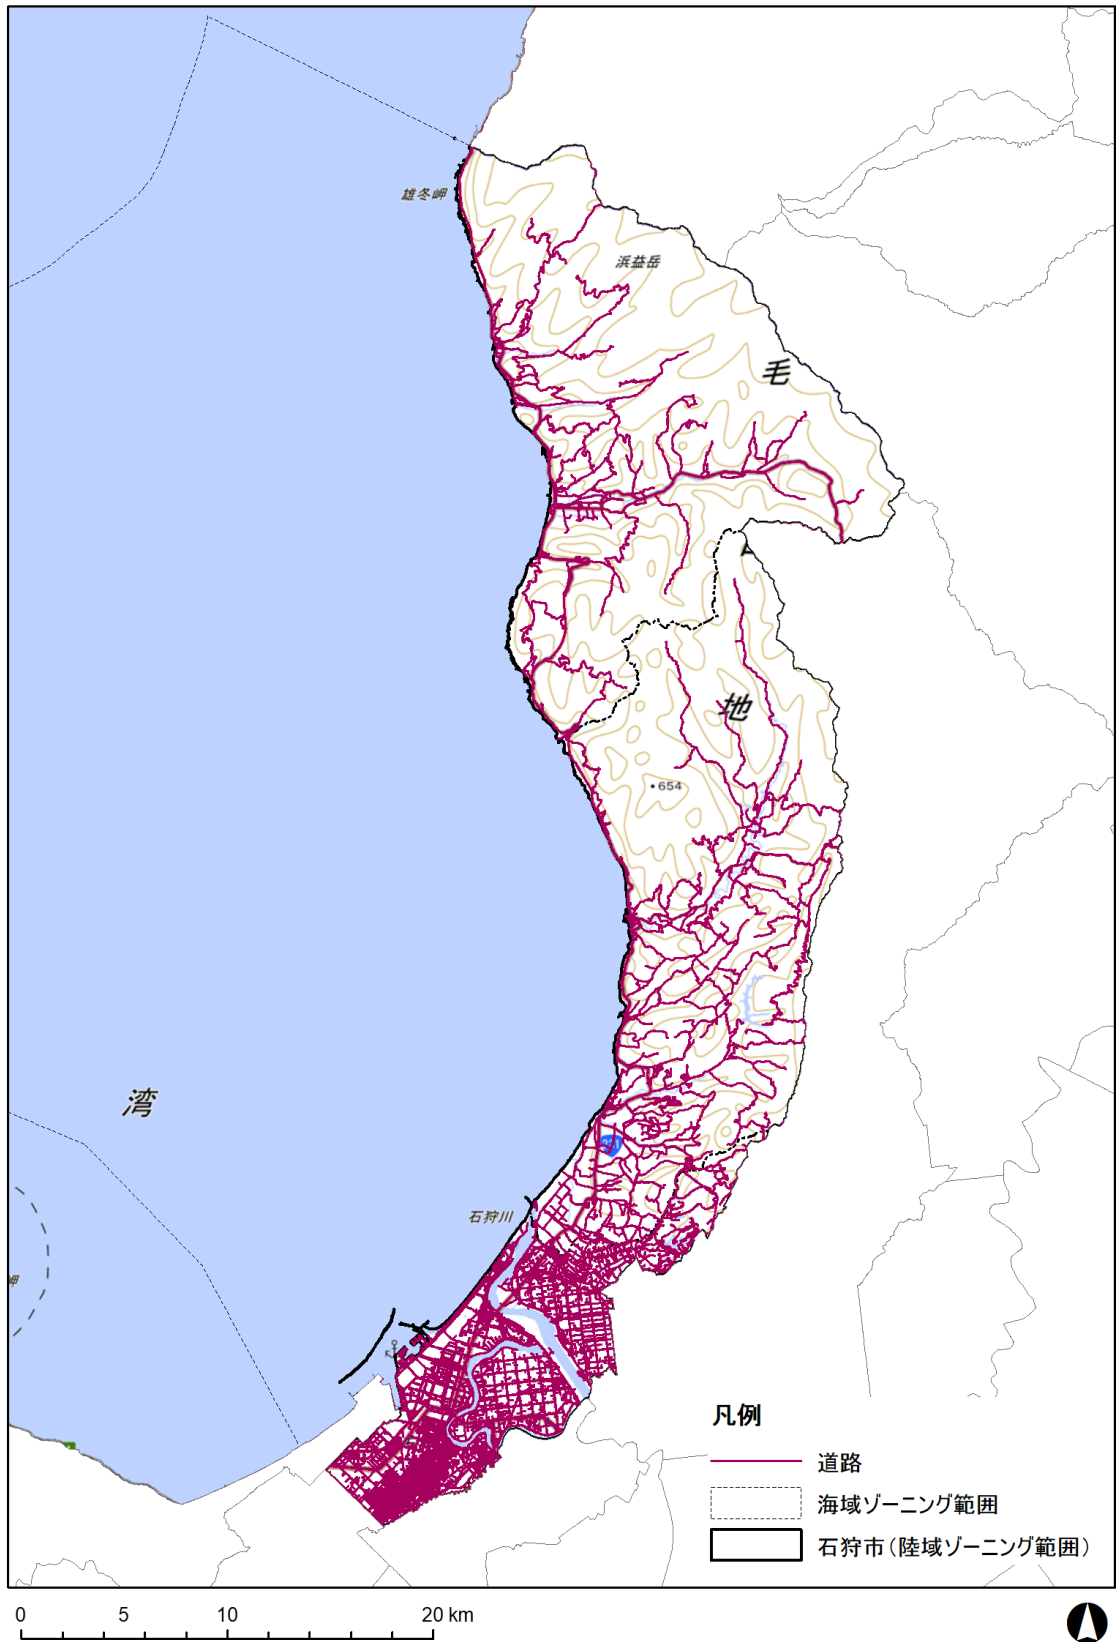 雄冬岬
浜益岳
毛
地
・654
湾
石狩川
岬
凡例
道路
海域ゾーニング範囲
石狩市（陸域ゾーニング範囲）
0 5 10 20 km